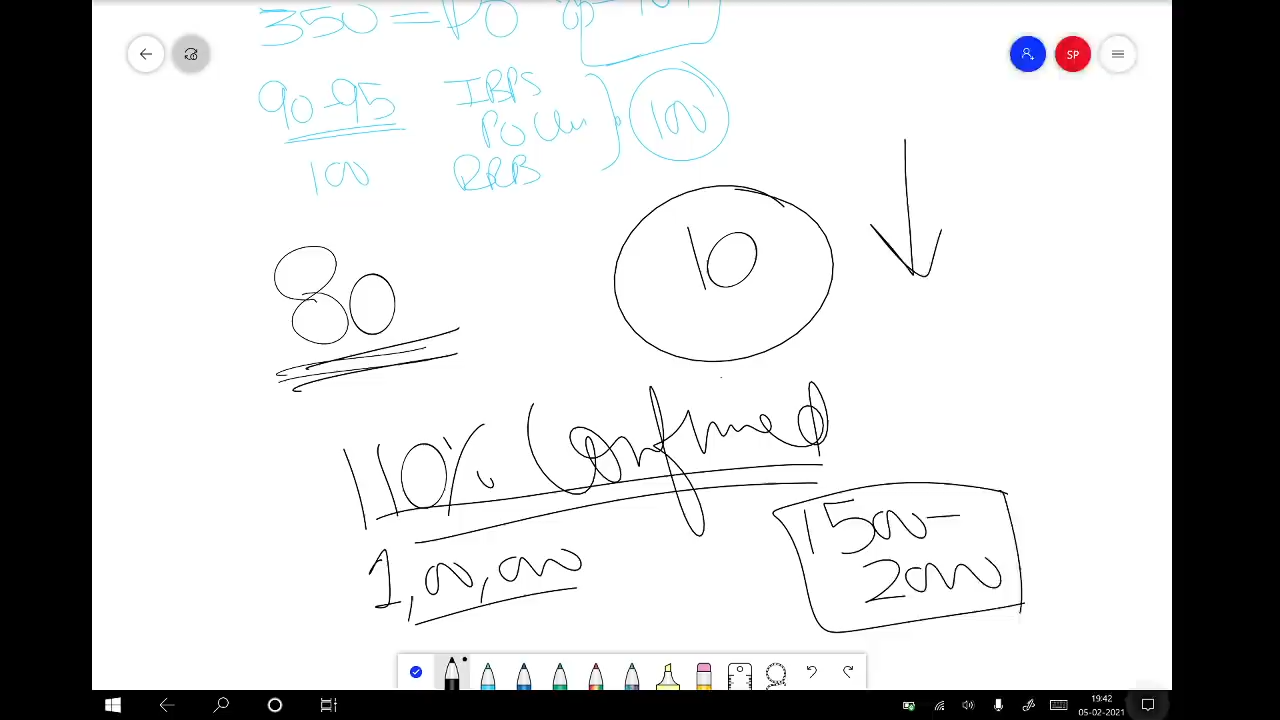 350 = PO
90-95 IBPS
PO
100 RRB
100
SP
10
80
110% Confirmed
1,00,000
1500-
2000
19:42
05-02-2021